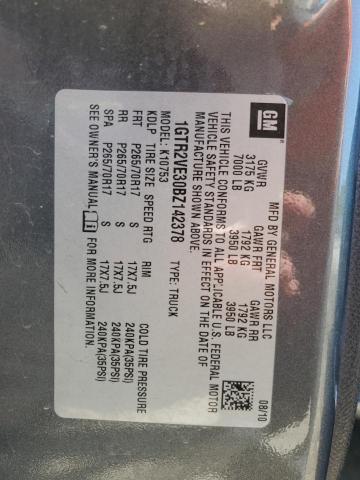 GM
MFD BY GENERAL MOTORS LLC
08/10
GVWR GAWR FRT GAWR RR
3175 KG 1792 KG 1792 KG
7000 LB 3950 LB 3950 LB
THIS VEHICLE CONFORMS TO ALL APPLICABLE U.S. FEDERAL MOTOR
VEHICLE SAFETY STANDARDS IN EFFECT ON THE DATE OF
MANUFACTURE SHOWN ABOVE.
1GTR2VE30BZ142378 TYPE: TRUCK
MODEL: K10753
KDLP TIRE SIZE SPEED RTG RIM COLD TIRE PRESSURE
FRT P265/70R17 S 17X7.5J 240KPA(35PSI)
RR P265/70R17 S 17X7.5J 240KPA(35PSI)
SPA P265/70R17 S 17X7.5J 240KPA(35PSI)
SEE OWNER'S MANUAL FOR MORE INFORMATION.